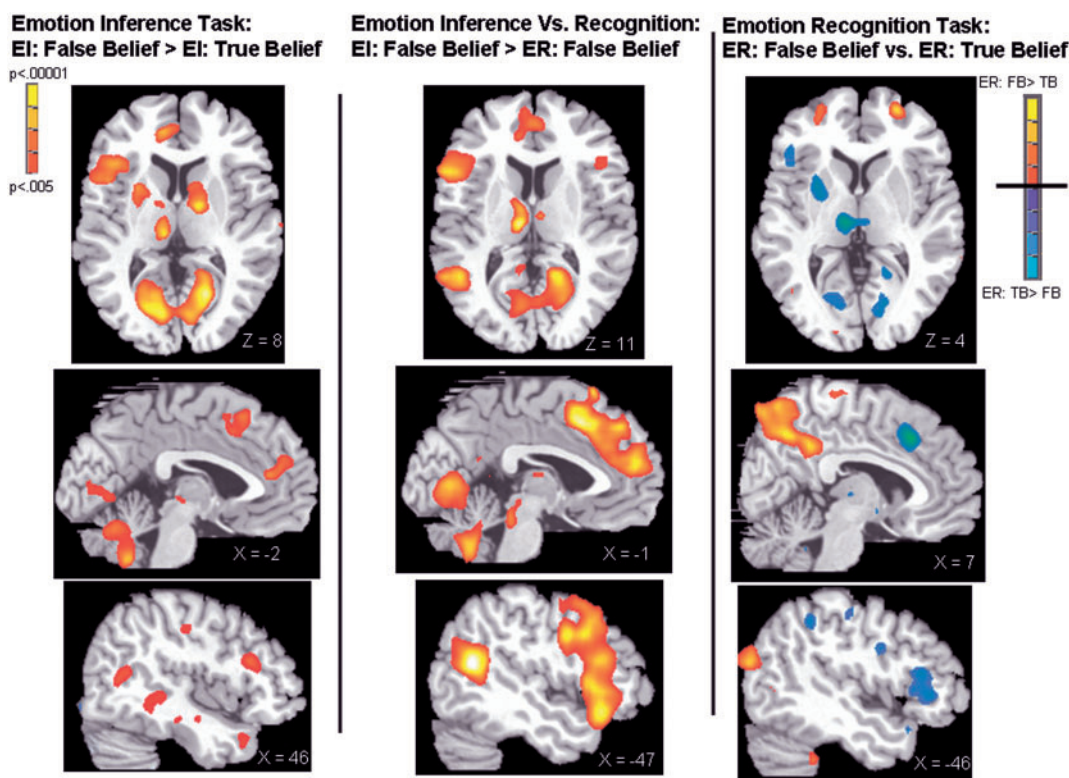 Emotion Inference Task:
EI: False Belief > EI: True Belief
p<.00001
p<.005
Z = 8
X = -2
X = 46
Emotion Inference Vs. Recognition:
EI: False Belief > ER: False Belief
Z = 11
X = -1
X = -47
Emotion Recognition Task:
ER: False Belief vs. ER: True Belief
ER: FB> TB
ER: TB> FB
Z = 4
X = 7
X = -46